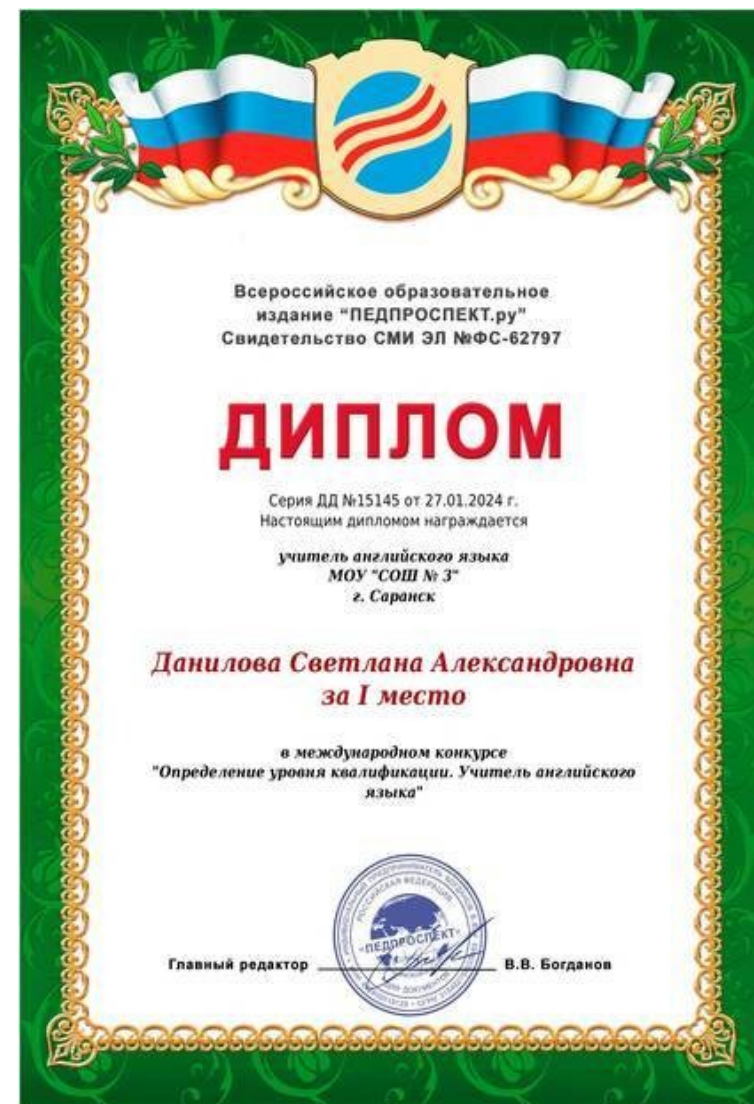 Всероссийское образовательное
издание “ПЕДПРОСПЕКТ.ру”
Свидетельство СМИ ЭЛ №ФС-62797
ДИПЛОМ
Серия ДД №15145 от 27.01.2024 г.
Настоящим дипломом награждается
учитель английского языка
МОУ "СОШ № 3"
г. Саранск
Данилова Светлана Александровна
за I место
в международном конкурсе
"Определение уровня квалификации. Учитель английского
языка"
РОССИЙСКАЯ ФЕДЕРАЦИЯ
«ПЕДПРОСПЕКТ»
Главный редактор
В.В. Богданов